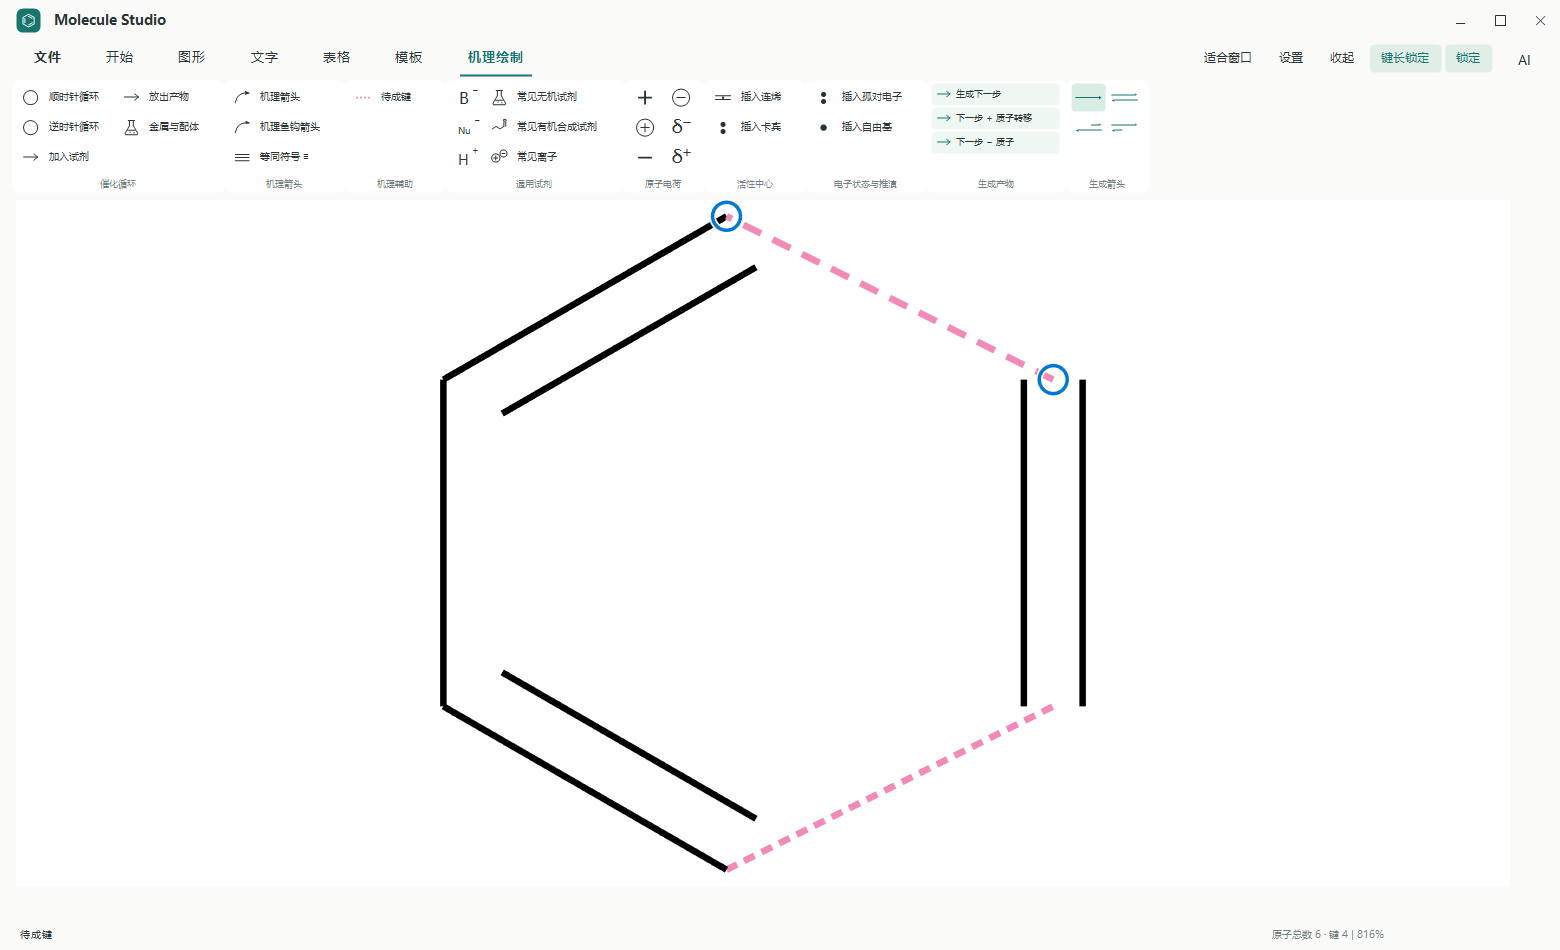 Molecule Studio
文件 开始 图形 文字 表格 模板 机理绘制 适合窗口 设置 收起 键长锁定 锁定 AI
顺时针循环 放出产物 机理箭头 待成键 B⁻ 常见无机试剂 + ⊖ 插入连烯 插入孤对电子 生成下一步
逆时针循环 金属与配体 机理鱼钩箭头 Nu⁻ 常见有机合成试剂 ⊕ δ⁻ 插入卡宾 插入自由基 下一步 + 质子转移
加入试剂 等同符号 ≡ H⁺ 常见离子 − δ⁺ 下一步 − 质子
催化循环 机理箭头 机理辅助 通用试剂 原子电荷 活性中心 电子状态与推演 生成产物 生成箭头
待成键 原子总数 6 · 键 4 | 816%